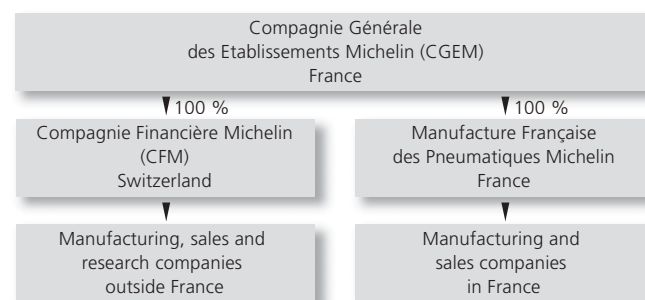 Compagnie Générale
des Etablissements Michelin (CGEM)
France
100 %
100 %
Compagnie Financière Michelin
(CFM)
Switzerland
Manufacture Française
des Pneumatiques Michelin
France
Manufacturing, sales and
research companies
outside France
Manufacturing and
sales companies
in France